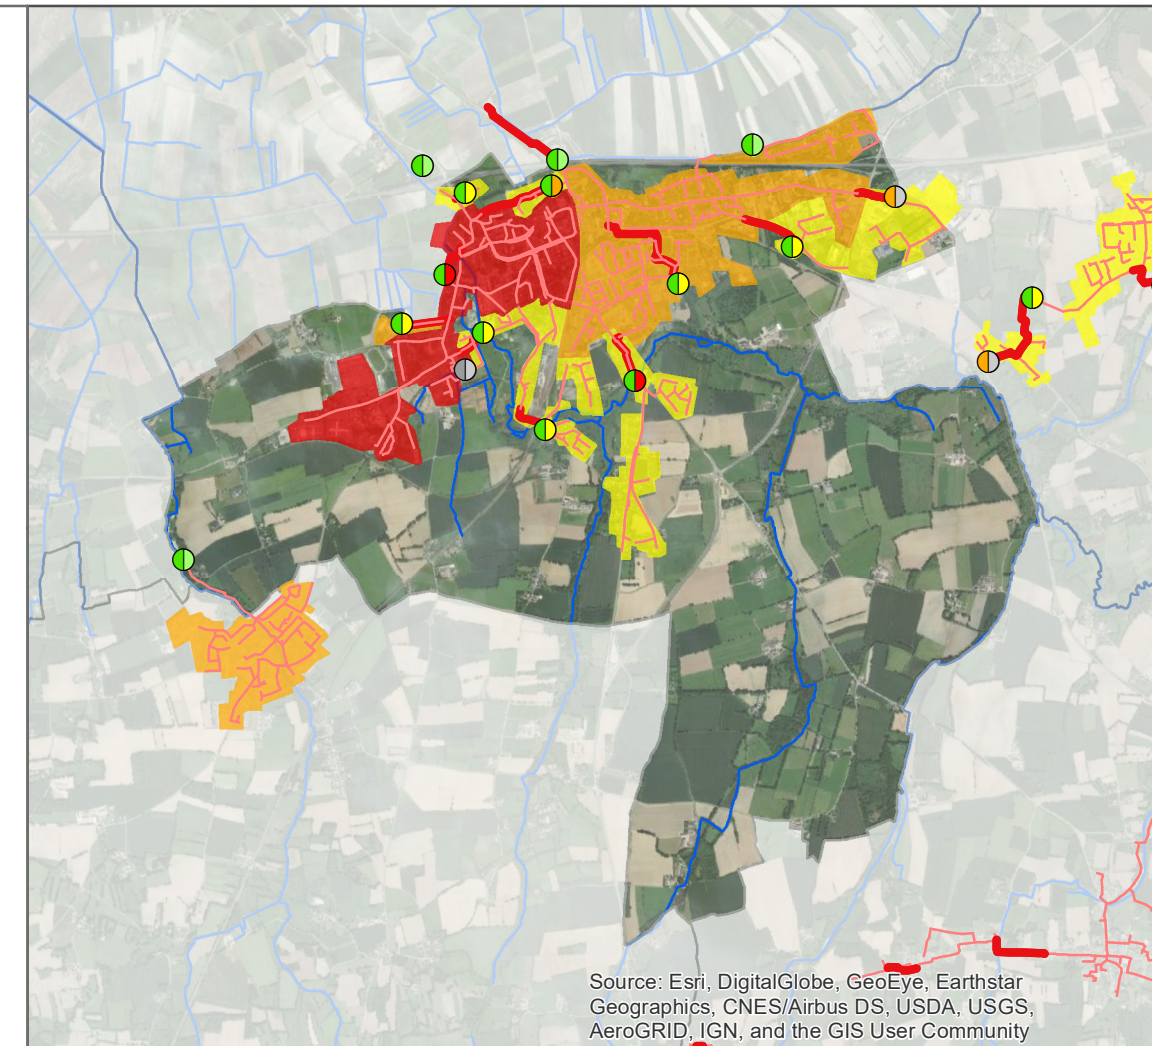 Source: Esri, DigitalGlobe, GeoEye, Earthstar
Geographics, CNES/Airbus DS, USDA, USGS,
AeroGRID, IGN, and the GIS User Community